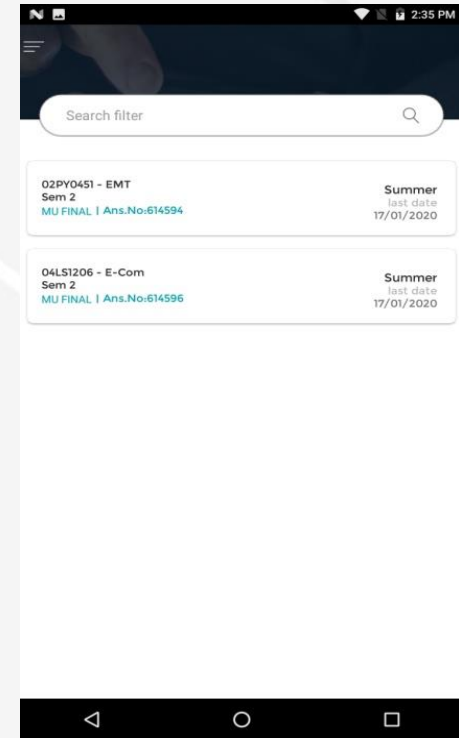 2:35 PM
Search filter
02PY0451 - EMT
Sem 2
MU FINAL | Ans.No:614594
Summer
last date
17/01/2020
04LS1206 - E-Com
Sem 2
MU FINAL | Ans.No:614596
Summer
last date
17/01/2020